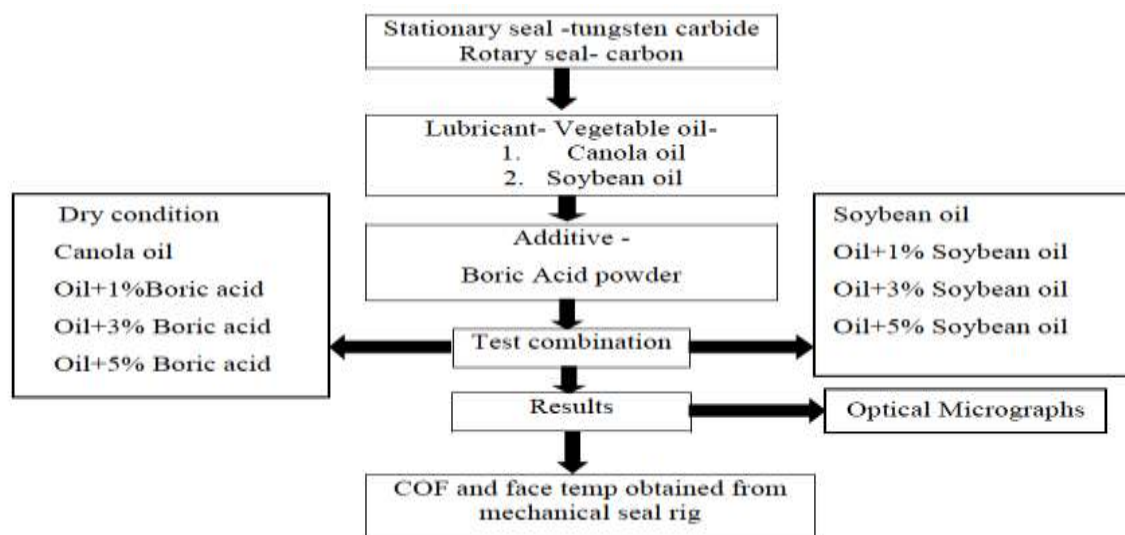 Stationary seal -tungsten carbide
Rotary seal- carbon
Lubricant- Vegetable oil-
1. Canola oil
2. Soybean oil
Additive -
Boric Acid powder
Test combination
Dry condition
Canola oil
Oil+1%Boric acid
Oil+3% Boric acid
Oil+5% Boric acid
Soybean oil
Oil+1% Soybean oil
Oil+3% Soybean oil
Oil+5% Soybean oil
Results
Optical Micrographs
COF and face temp obtained from
mechanical seal rig